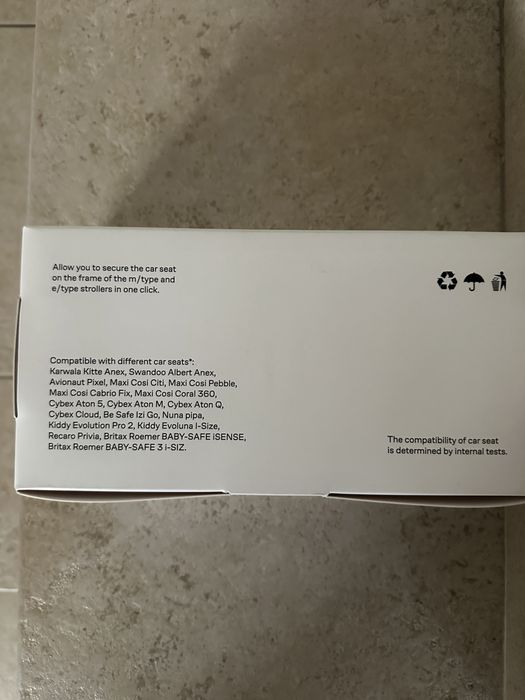 Allow you to secure the car seat
on the frame of the m/type and
e/type strollers in one click.
Compatible with different car seats*:
Karwala Kitte Anex, Swandoo Albert Anex,
Avionaut Pixel, Maxi Cosi Citi, Maxi Cosi Pebble,
Maxi Cosi Cabrio Fix, Maxi Cosi Coral 360,
Cybex Aton 5, Cybex Aton M, Cybex Aton Q,
Cybex Cloud, Be Safe Izi Go, Nuna pipa,
Kiddy Evolution Pro 2, Kiddy Evoluna I-Size,
Recaro Privia, Britax Roemer BABY-SAFE iSENSE,
Britax Roemer BABY-SAFE 3 i-SIZ.
The compatibility of car seat
is determined by internal tests.